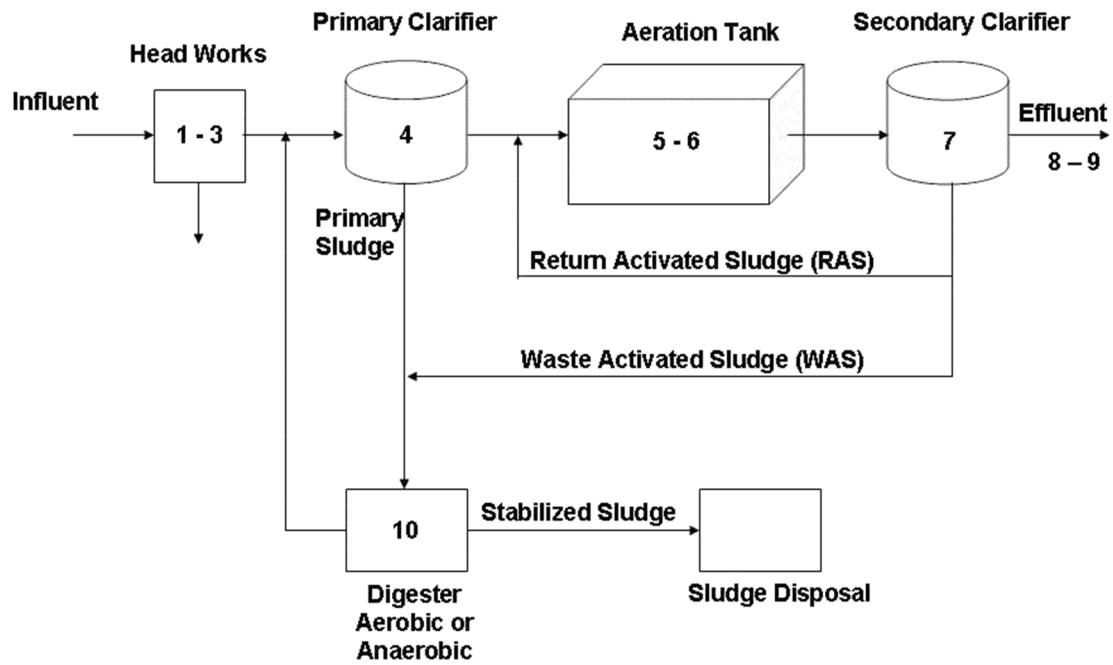 Primary Clarifier
Aeration Tank
Secondary Clarifier
Head Works
Influent
1 - 3
4
5 - 6
7
Effluent
8 – 9
Primary
Sludge
Return Activated Sludge (RAS)
Waste Activated Sludge (WAS)
10
Stabilized Sludge
Digester
Aerobic or
Anaerobic
Sludge Disposal